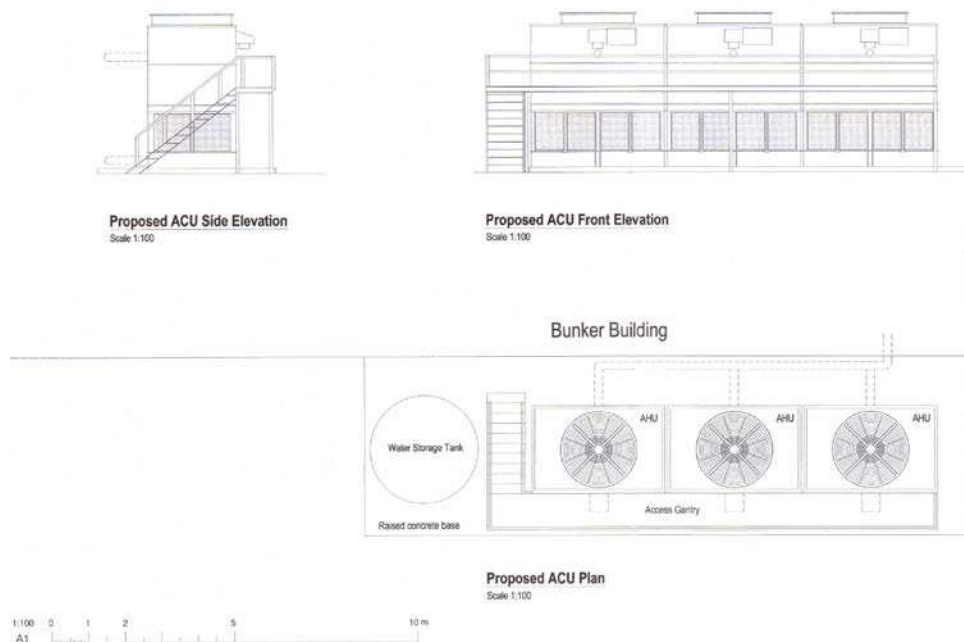 Proposed ACU Side Elevation
Scale 1:100
Proposed ACU Front Elevation
Scale 1:100
Bunker Building
AHU
AHU
AHU
Water Storage Tank
Access Gantry
Raised concrete base
Proposed ACU Plan
Scale 1:100
1:100 0 1 2 5 10 m
A1